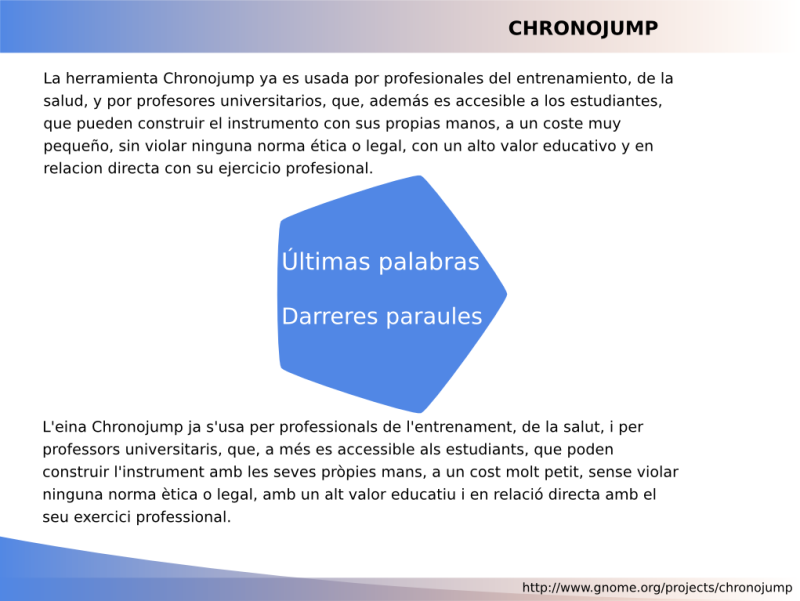 CHRONOJUMP
La herramienta Chronojump ya es usada por profesionales del entrenamiento, de la
salud, y por profesores universitarios, que, además es accesible a los estudiantes,
que pueden construir el instrumento con sus propias manos, a un coste muy
pequeño, sin violar ninguna norma ética o legal, con un alto valor educativo y en
relacion directa con su ejercicio profesional.
Últimas palabras
Darreres paraules
L'eina Chronojump ja s'usa per professionals de l'entrenament, de la salut, i per
professors universitaris, que, a més es accessible als estudiants, que poden
construir l'instrument amb les seves pròpies mans, a un cost molt petit, sense violar
ninguna norma ètica o legal, amb un alt valor educatiu i en relació directa amb el
seu exercici professional.
http://www.gnome.org/projects/chronojump